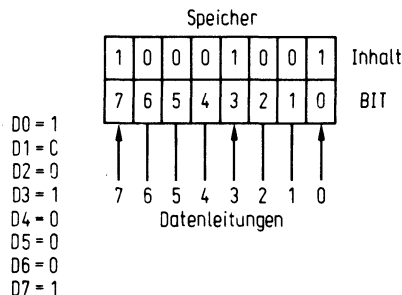 Speicher
1 0 0 0 1 0 0 1 Inhalt
7 6 5 4 3 2 1 0 BIT
7 6 5 4 3 2 1 0
Datenleitungen
D0 = 1
D1 = 0
D2 = 0
D3 = 1
D4 = 0
D5 = 0
D6 = 0
D7 = 1